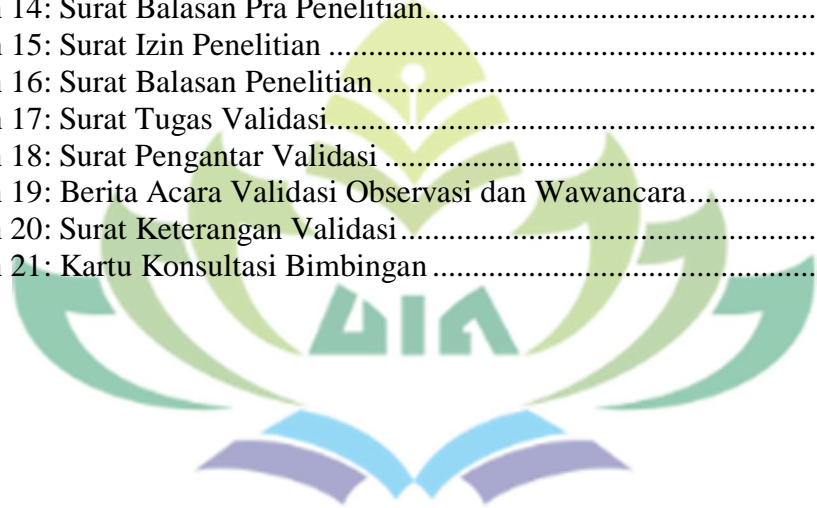 n 14: Surat Balasan Pra Penelitian..........................................................
n 15: Surat Izin Penelitian ........................................................................
n 16: Surat Balasan Penelitian.................................................................
n 17: Surat Tugas Validasi........................................................................
n 18: Surat Pengantar Validasi ................................................................
n 19: Berita Acara Validasi Observasi dan Wawancara..................
n 20: Surat Keterangan Validasi..............................................................
n 21: Kartu Konsultasi Bimbingan .........................................................
UIN